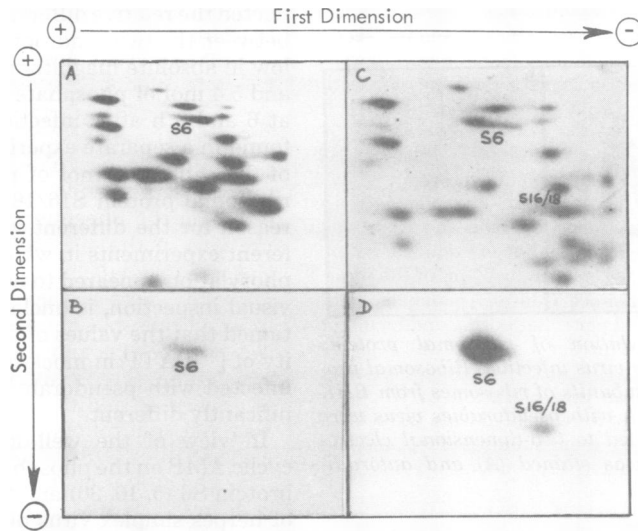 First Dimension
+
−
+
A
C
S6
S6
S16/18
Second Dimension
B
D
S6
S6
S16/18
−